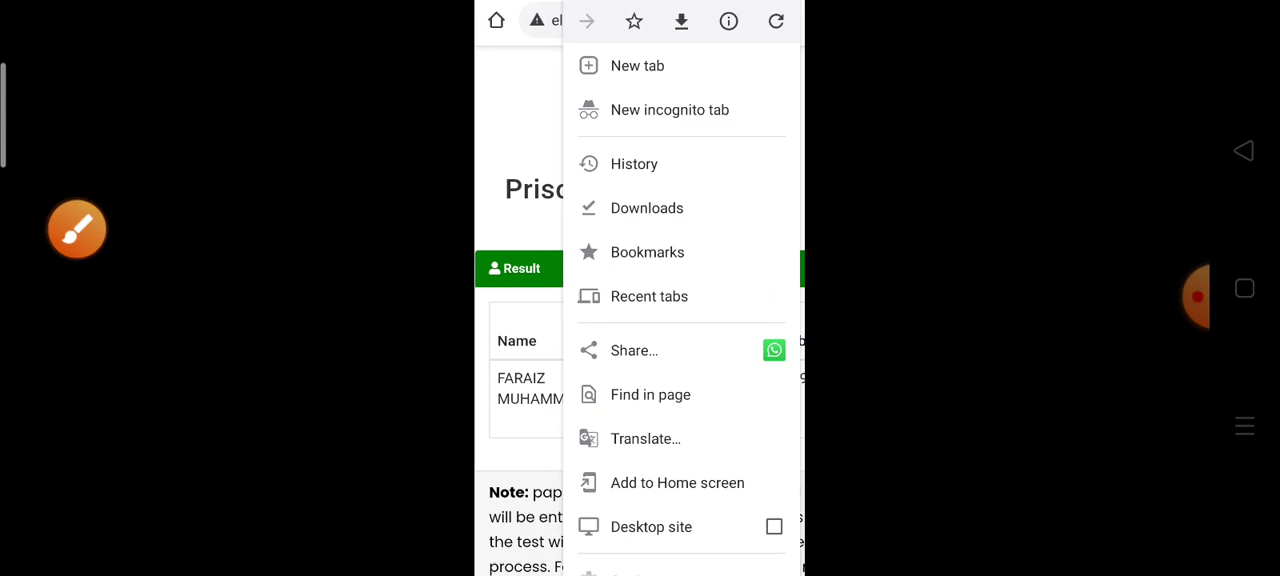 el
New tab
New incognito tab
History
Downloads
Bookmarks
Recent tabs
Share...
Find in page
Translate...
Add to Home screen
Desktop site
Result
Name
FARAIZ
MUHAMM
Note: pap
will be ent
the test wi
process. F